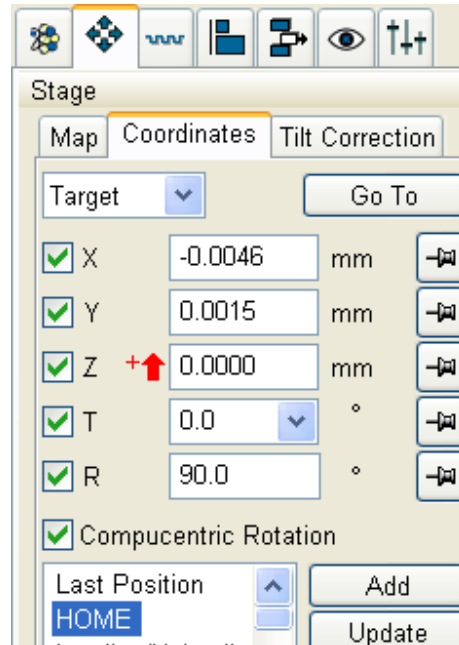 Stage
Map Coordinates Tilt Correction
Target Go To
X -0.0046 mm
Y 0.0015 mm
Z + 0.0000 mm
T 0.0 °
R 90.0 °
Compucentric Rotation
Last Position Add
HOME Update